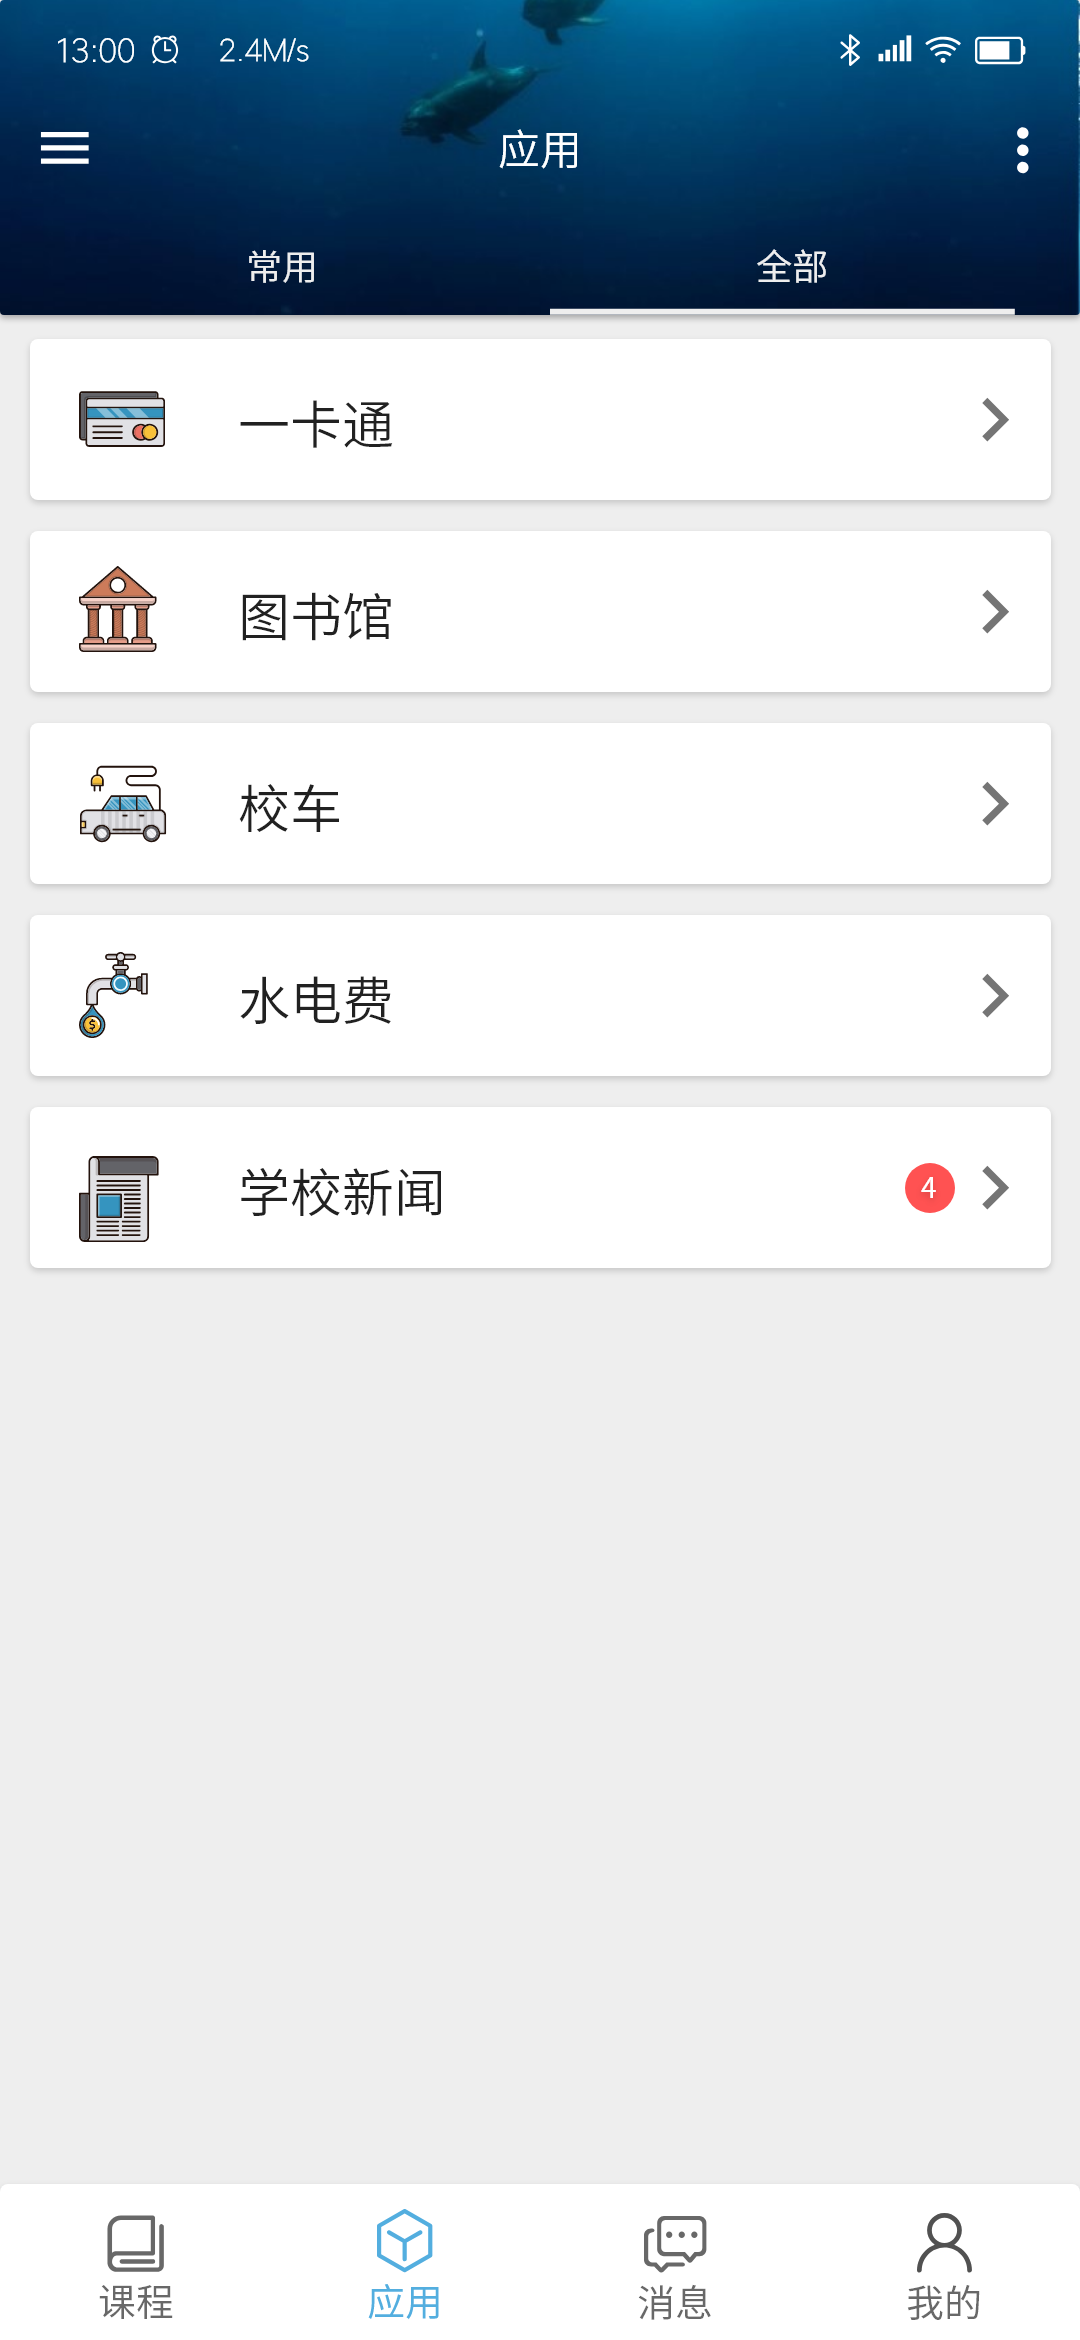 13:00 2.4M/s
应用
常用 全部
一卡通
图书馆
校车
水电费
学校新闻 4
课程 应用 消息 我的